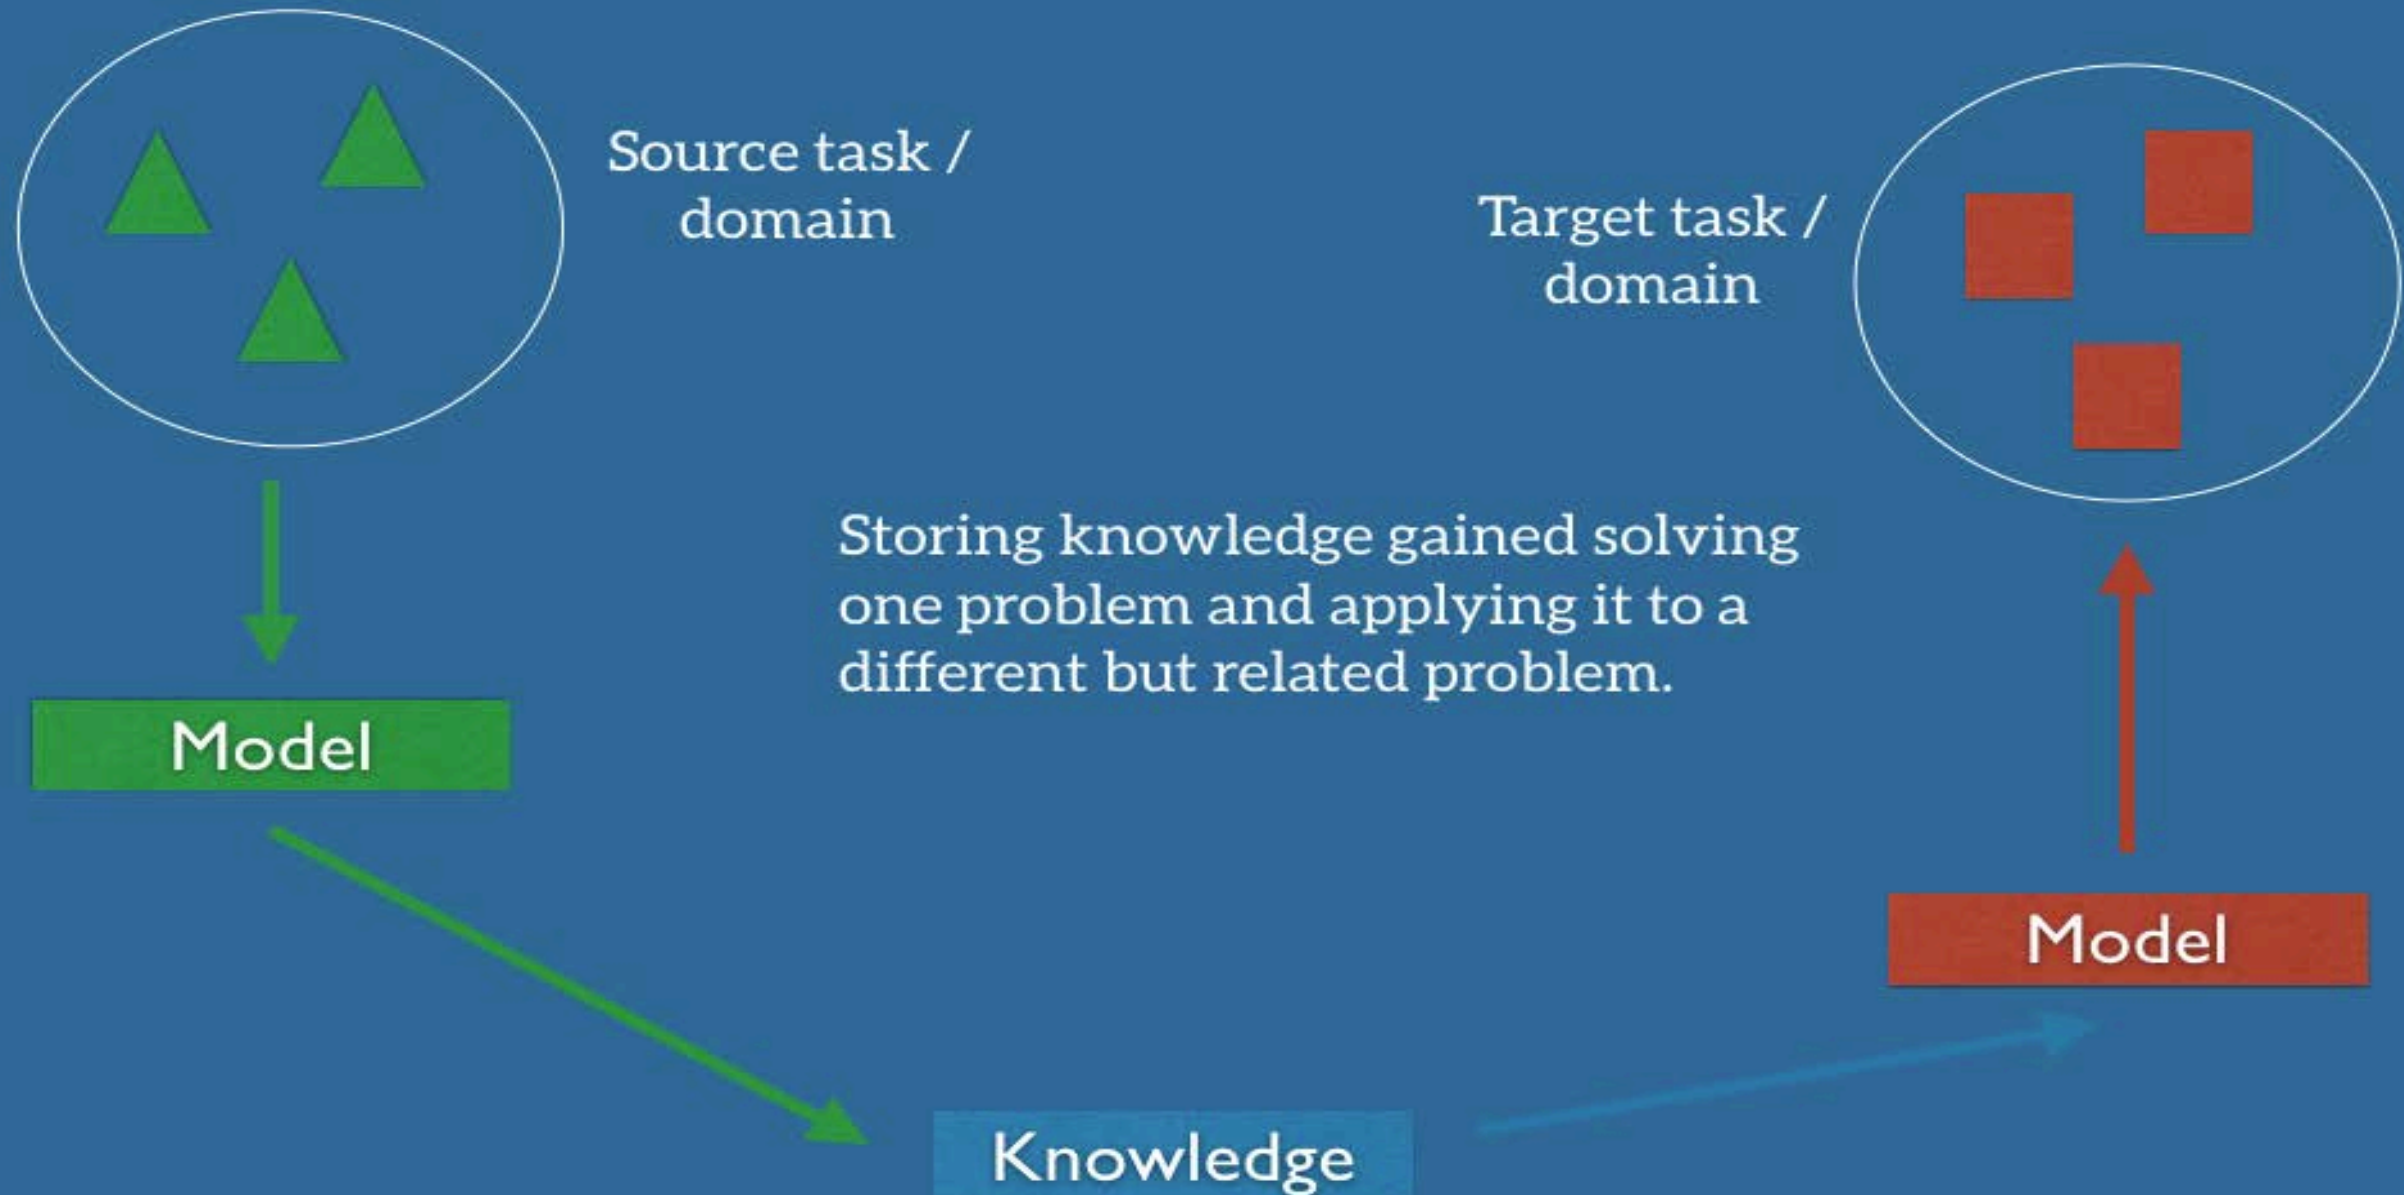 Source task /
domain
Target task /
domain
Storing knowledge gained solving
one problem and applying it to a
different but related problem.
Model
Model
Knowledge